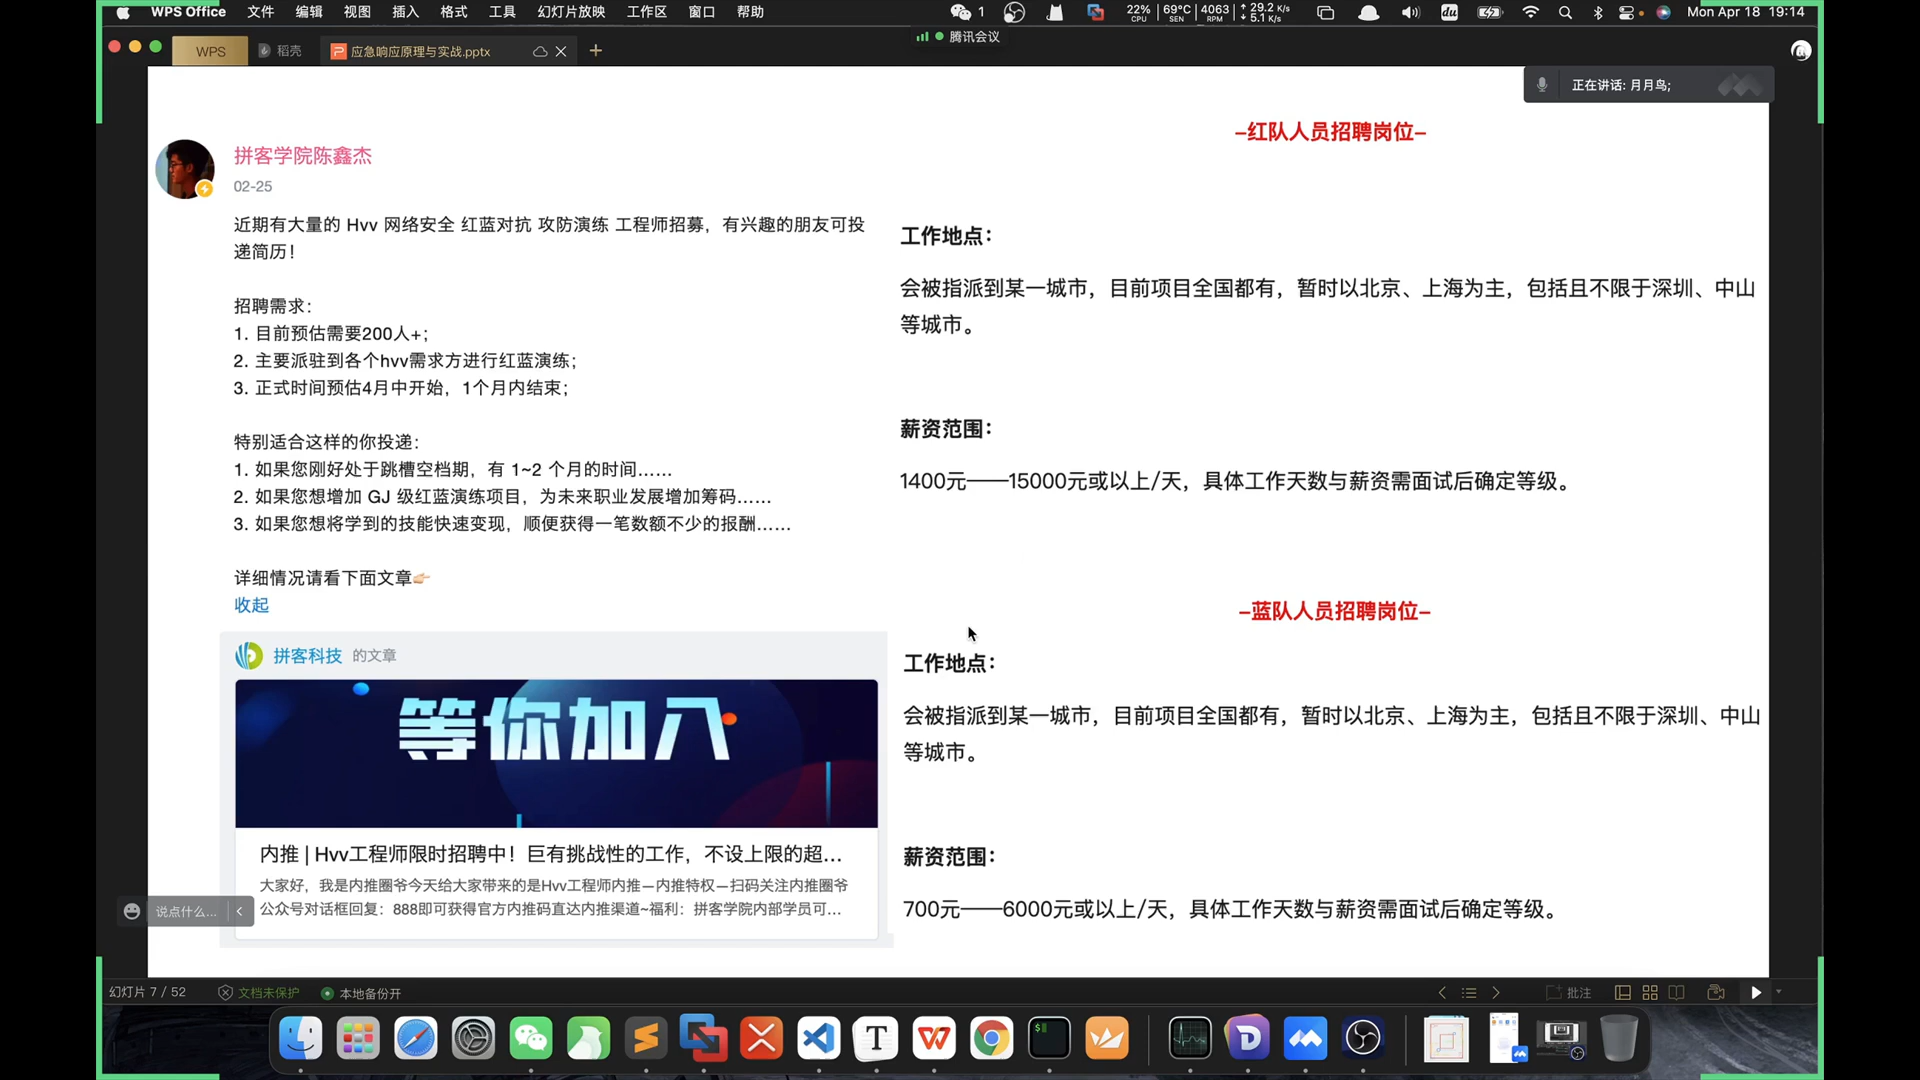 WPS Office 文件 编辑 视图 插入 格式 工具 幻灯片放映 工作区 窗口 帮助
1 22% CPU 69°C SEN 4063 RPM 29.2 K/s 5.1 K/s du Mon Apr 18 19:14
腾讯会议
WPS 稻壳 应急响应原理与实战.pptx
正在讲话: 月月鸟;
拼客学院陈鑫杰
02-25
近期有大量的 Hvv 网络安全 红蓝对抗 攻防演练 工程师招募，有兴趣的朋友可投
递简历！
招聘需求：
1. 目前预估需要200人+；
2. 主要派驻到各个hvv需求方进行红蓝演练；
3. 正式时间预估4月中开始，1个月内结束；
特别适合这样的你投递：
1. 如果您刚好处于跳槽空档期，有 1~2 个月的时间……
2. 如果您想增加 GJ 级红蓝演练项目，为未来职业发展增加筹码……
3. 如果您想将学到的技能快速变现，顺便获得一笔数额不少的报酬……
详细情况请看下面文章
收起
拼客科技 的文章
等你加入
内推 | Hvv工程师限时招聘中！巨有挑战性的工作，不设上限的超...
大家好，我是内推圈爷今天给大家带来的是Hvv工程师内推—内推特权—扫码关注内推圈爷
公众号对话框回复：888即可获得官方内推码直达内推渠道~福利：拼客学院内部学员可...
–红队人员招聘岗位–
工作地点：
会被指派到某一城市，目前项目全国都有，暂时以北京、上海为主，包括且不限于深圳、中山
等城市。
薪资范围：
1400元——15000元或以上/天，具体工作天数与薪资需面试后确定等级。
–蓝队人员招聘岗位–
工作地点：
会被指派到某一城市，目前项目全国都有，暂时以北京、上海为主，包括且不限于深圳、中山
等城市。
薪资范围：
700元——6000元或以上/天，具体工作天数与薪资需面试后确定等级。
说点什么...
幻灯片 7 / 52 文档未保护 本地备份开 批注